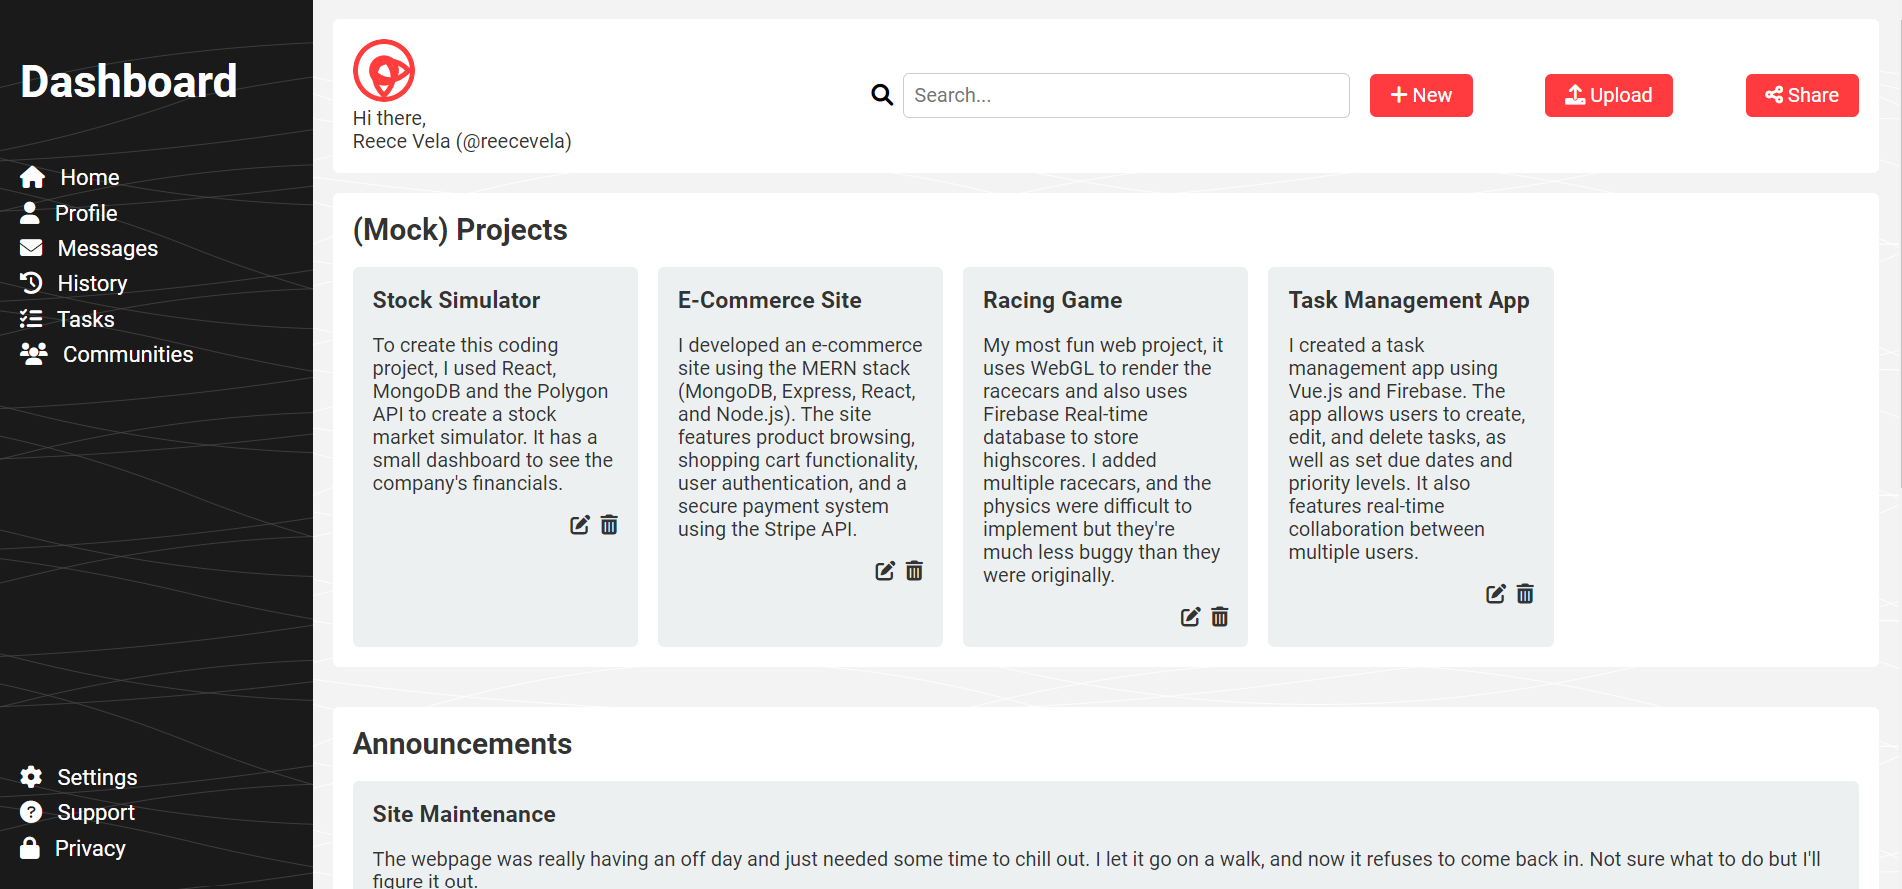 Dashboard
Home
Profile
Messages
History
Tasks
Communities
Settings
Support
Privacy
Hi there,
Reece Vela (@reecevela)
Search...
New
Upload
Share
(Mock) Projects
Stock Simulator
To create this coding
project, I used React,
MongoDB and the Polygon
API to create a stock
market simulator. It has a
small dashboard to see the
company's financials.
E-Commerce Site
I developed an e-commerce
site using the MERN stack
(MongoDB, Express, React,
and Node.js). The site
features product browsing,
shopping cart functionality,
user authentication, and a
secure payment system
using the Stripe API.
Racing Game
My most fun web project, it
uses WebGL to render the
racecars and also uses
Firebase Real-time
database to store
highscores. I added
multiple racecars, and the
physics were difficult to
implement but they're
much less buggy than they
were originally.
Task Management App
I created a task
management app using
Vue.js and Firebase. The
app allows users to create,
edit, and delete tasks, as
well as set due dates and
priority levels. It also
features real-time
collaboration between
multiple users.
Announcements
Site Maintenance
The webpage was really having an off day and just needed some time to chill out. I let it go on a walk, and now it refuses to come back in. Not sure what to do but I'll
figure it out.